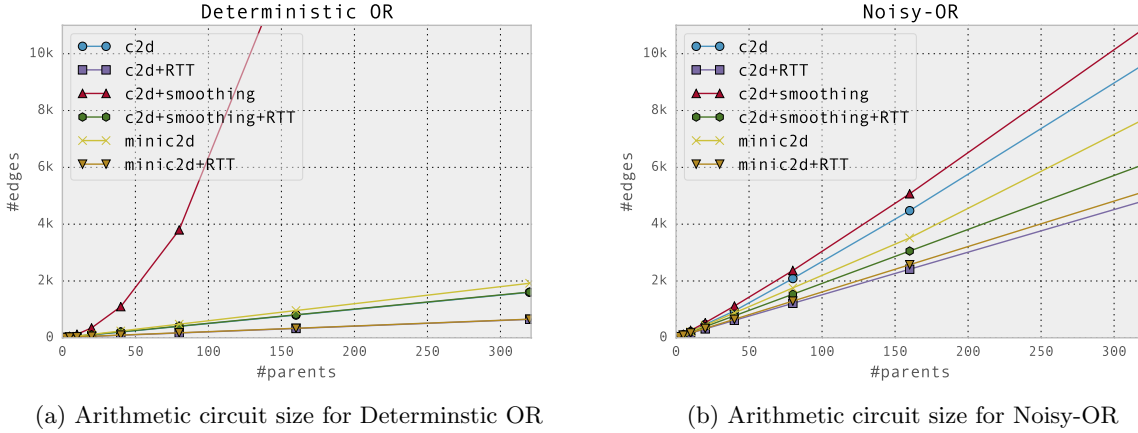 Deterministic OR
10k
8k
6k
4k
2k
0
#edges
c2d
c2d+RTT
c2d+smoothing
c2d+smoothing+RTT
minic2d
minic2d+RTT
0 50 100 150 200 250 300
#parents
(a) Arithmetic circuit size for Determinstic OR
Noisy-OR
10k
8k
6k
4k
2k
0
#edges
c2d
c2d+RTT
c2d+smoothing
c2d+smoothing+RTT
minic2d
minic2d+RTT
0 50 100 150 200 250 300
#parents
(b) Arithmetic circuit size for Noisy-OR